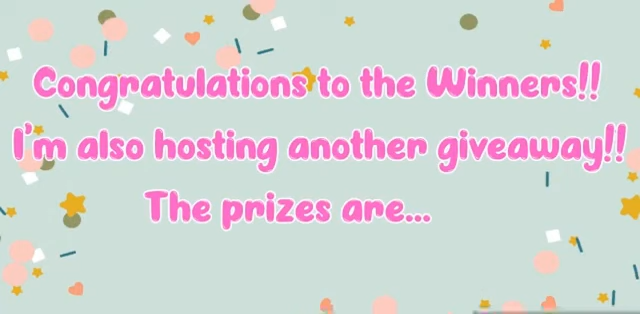 Congratulations to the Winners!!
I'm also hosting another giveaway!!
The prizes are...